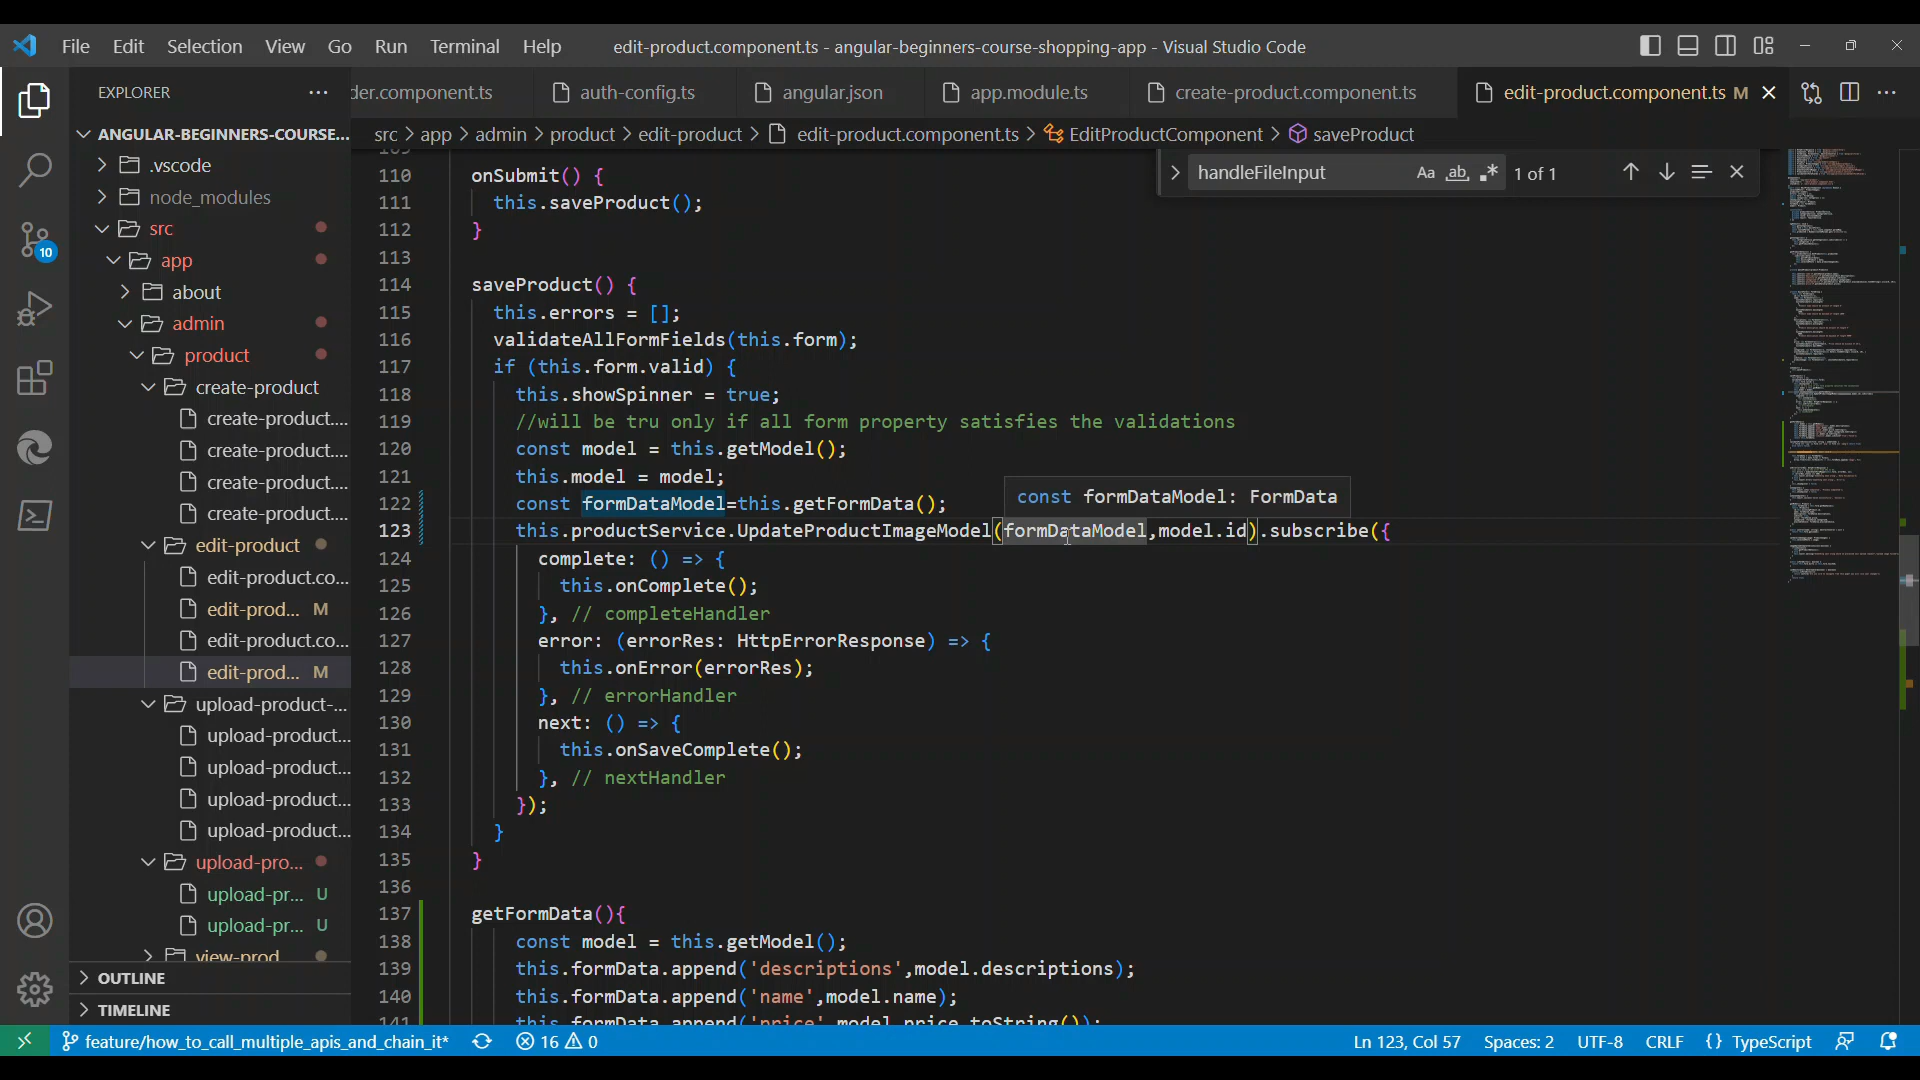 File Edit Selection View Go Run Terminal Help edit-product.component.ts - angular-beginners-course-shopping-app - Visual Studio Code
EXPLORER
der.component.ts auth-config.ts angular.json app.module.ts create-product.component.ts edit-product.component.ts M
src > app > admin > product > edit-product > edit-product.component.ts > EditProductComponent > saveProduct
handleFileInput Aa ab 1 of 1
ANGULAR-BEGINNERS-COURSE...
.vscode
node_modules
src
app
about
admin
product
create-product
create-product....
create-product....
create-product....
create-product....
edit-product
edit-product.co...
edit-prod... M
edit-product.co...
edit-prod... M
upload-product-...
upload-product...
upload-product...
upload-product...
upload-product...
upload-pro...
upload-pr... U
upload-pr... U
view-prod
OUTLINE
TIMELINE
10
110 onSubmit() {
111 this.saveProduct();
112 }
113
114 saveProduct() {
115 this.errors = [];
116 validateAllFormFields(this.form);
117 if (this.form.valid) {
118 this.showSpinner = true;
119 //will be tru only if all form property satisfies the validations
120 const model = this.getModel();
121 this.model = model;
122 const formDataModel=this.getFormData();
const formDataModel: FormData
123 this.productService.UpdateProductImageModel(formDataModel,model.id).subscribe({
124 complete: () => {
125 this.onComplete();
126 }, // completeHandler
127 error: (errorRes: HttpErrorResponse) => {
128 this.onError(errorRes);
129 }, // errorHandler
130 next: () => {
131 this.onSaveComplete();
132 }, // nextHandler
133 });
134 }
135 }
136
137 getFormData(){
138 const model = this.getModel();
139 this.formData.append('descriptions',model.descriptions);
140 this.formData.append('name',model.name);
141 this.formData.append('price',model.price.toString());
feature/how_to_call_multiple_apis_and_chain_it* 16 0 Ln 123, Col 57 Spaces: 2 UTF-8 CRLF {} TypeScript